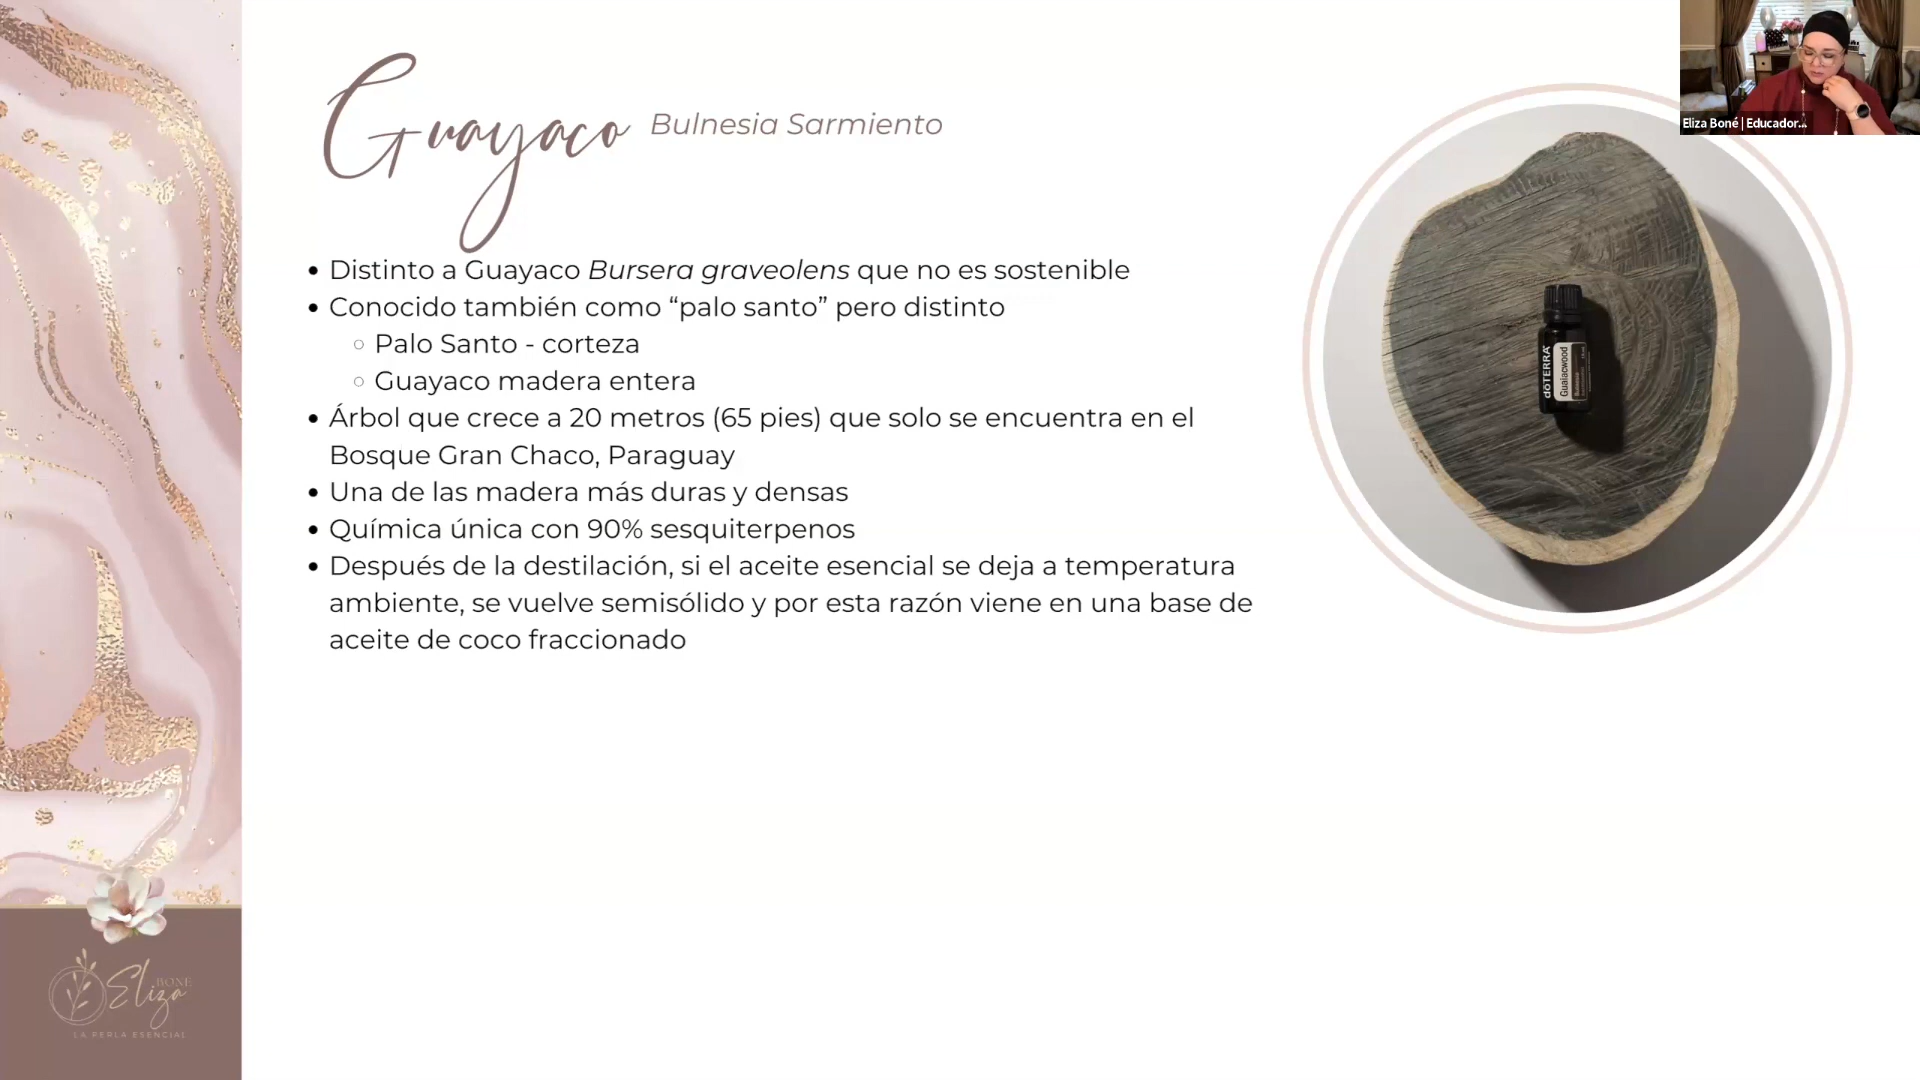 Guayaco Bulnesia Sarmiento
Eliza Boné | Educador...
• Distinto a Guayaco Bursera graveolens que no es sostenible
• Conocido también como “palo santo” pero distinto
○ Palo Santo - corteza
○ Guayaco madera entera
• Árbol que crece a 20 metros (65 pies) que solo se encuentra en el
Bosque Gran Chaco, Paraguay
• Una de las madera más duras y densas
• Química única con 90% sesquiterpenos
• Después de la destilación, si el aceite esencial se deja a temperatura
ambiente, se vuelve semisólido y por esta razón viene en una base de
aceite de coco fraccionado
dōTERRA
Guaiacwood
Eliza
BONÉ
LA PERLA ESENCIAL